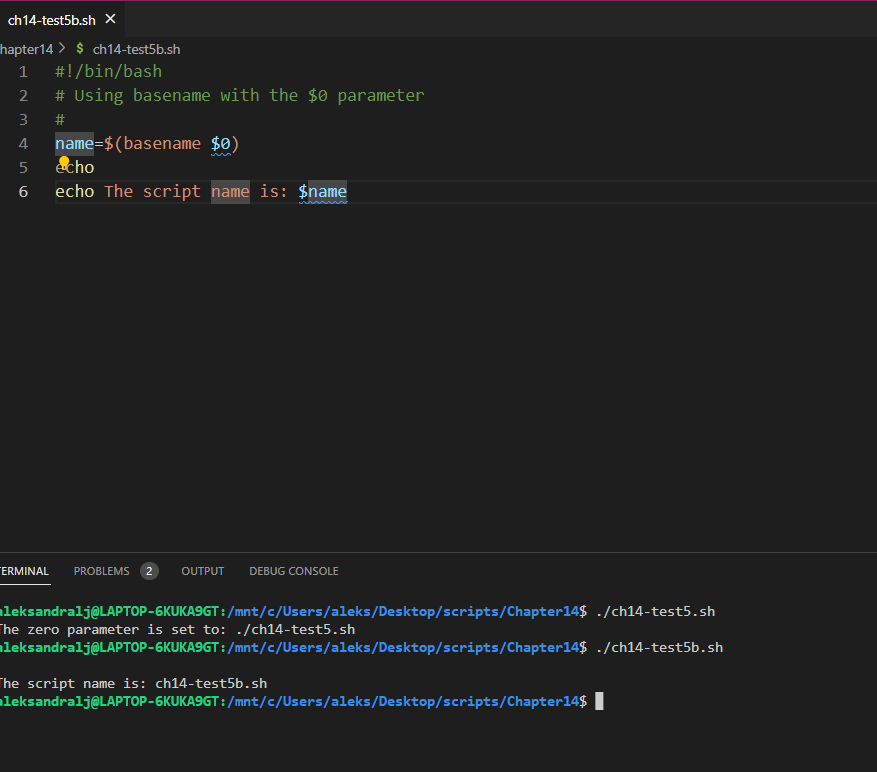 ch14-test5b.sh
hapter14 > $ ch14-test5b.sh
1 #!/bin/bash
2 # Using basename with the $0 parameter
3 #
4 name=$(basename $0)
5 echo
6 echo The script name is: $name
ERMINAL PROBLEMS 2 OUTPUT DEBUG CONSOLE
aleksandralj@LAPTOP-6KUKA9GT:/mnt/c/Users/aleks/Desktop/scripts/Chapter14$ ./ch14-test5.sh
The zero parameter is set to: ./ch14-test5.sh
aleksandralj@LAPTOP-6KUKA9GT:/mnt/c/Users/aleks/Desktop/scripts/Chapter14$ ./ch14-test5b.sh
The script name is: ch14-test5b.sh
aleksandralj@LAPTOP-6KUKA9GT:/mnt/c/Users/aleks/Desktop/scripts/Chapter14$